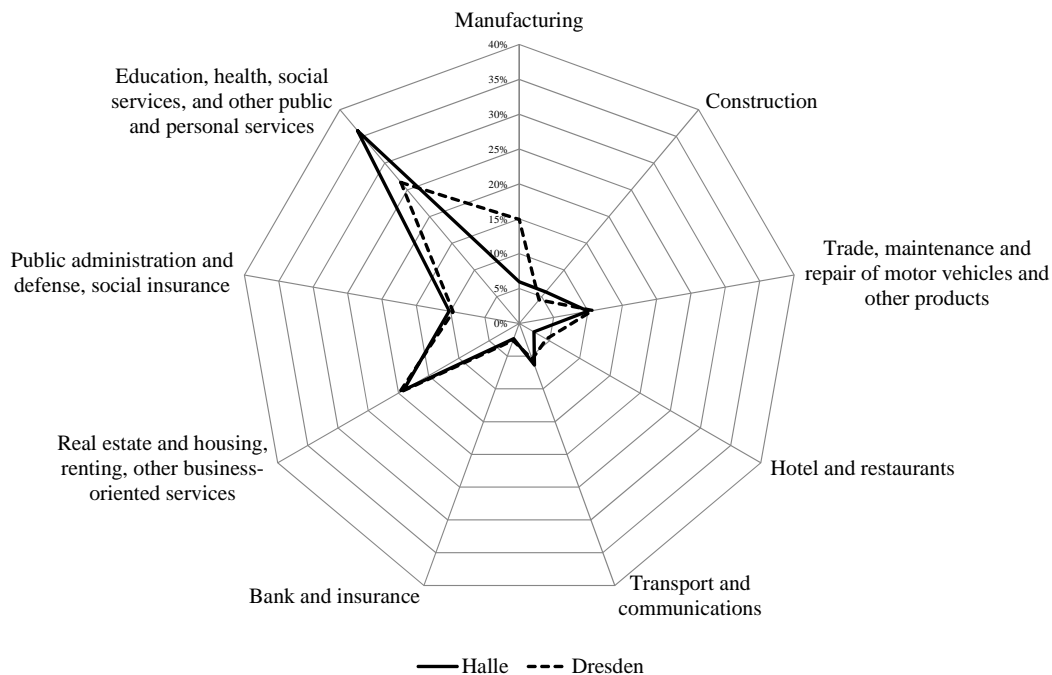 Manufacturing
40%
35%
30%
25%
20%
15%
10%
5%
0%
Construction
Trade, maintenance and
repair of motor vehicles and
other products
Hotel and restaurants
Transport and
communications
Bank and insurance
Real estate and housing,
renting, other business-
oriented services
Public administration and
defense, social insurance
Education, health, social
services, and other public
and personal services
Halle
Dresden